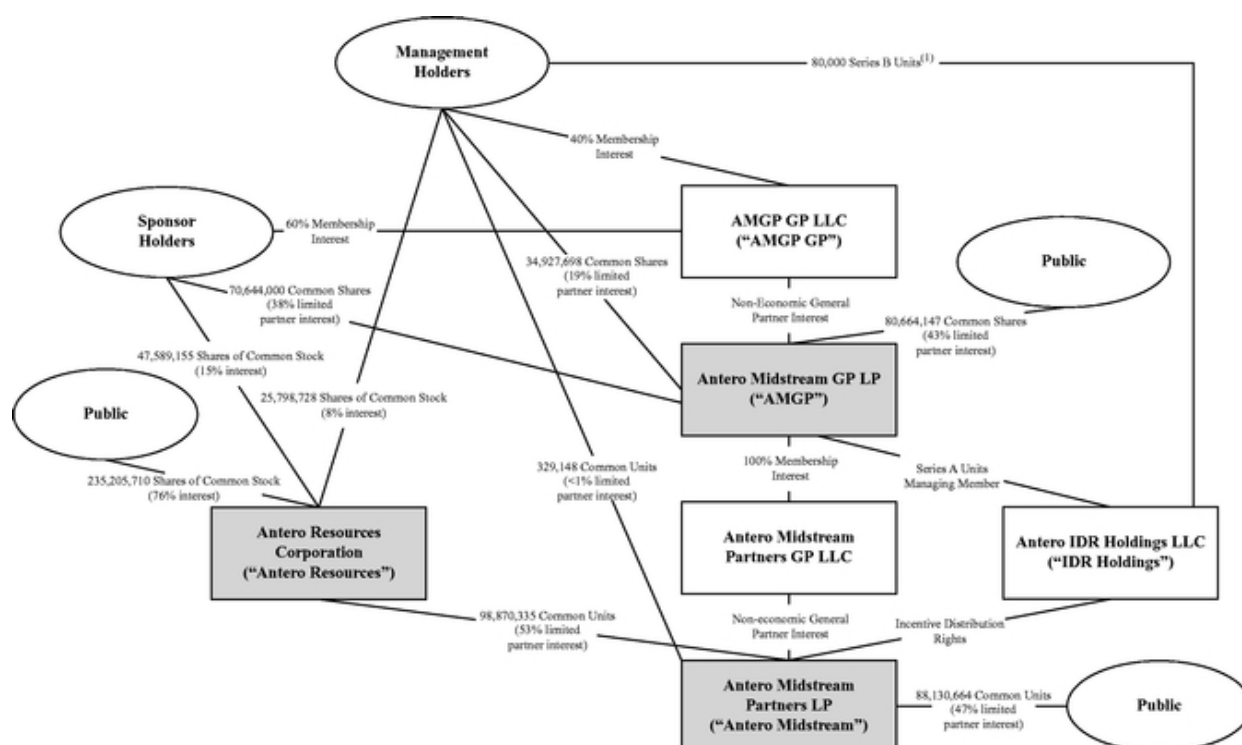 Management
Holders
80,000 Series B Units(1)
40% Membership
Interest
Sponsor
Holders
60% Membership
Interest
AMGP GP LLC
(“AMGP GP”)
Public
34,927,698 Common Shares
(19% limited
partner interest)
70,644,000 Common Shares
(38% limited
partner interest)
Non-Economic General
Partner Interest
80,664,147 Common Shares
(43% limited
partner interest)
47,589,155 Shares of Common Stock
(15% interest)
Antero Midstream GP LP
(“AMGP”)
Public
25,798,728 Shares of Common Stock
(8% interest)
329,148 Common Units
(<1% limited
partner interest)
100% Membership
Interest
Series A Units
Managing Member
235,205,710 Shares of Common Stock
(76% interest)
Antero Resources
Corporation
(“Antero Resources”)
Antero Midstream
Partners GP LLC
Antero IDR Holdings LLC
(“IDR Holdings”)
98,870,335 Common Units
(53% limited
partner interest)
Non-economic General
Partner Interest
Incentive Distribution
Rights
Antero Midstream
Partners LP
(“Antero Midstream”)
88,130,664 Common Units
(47% limited
partner interest)
Public